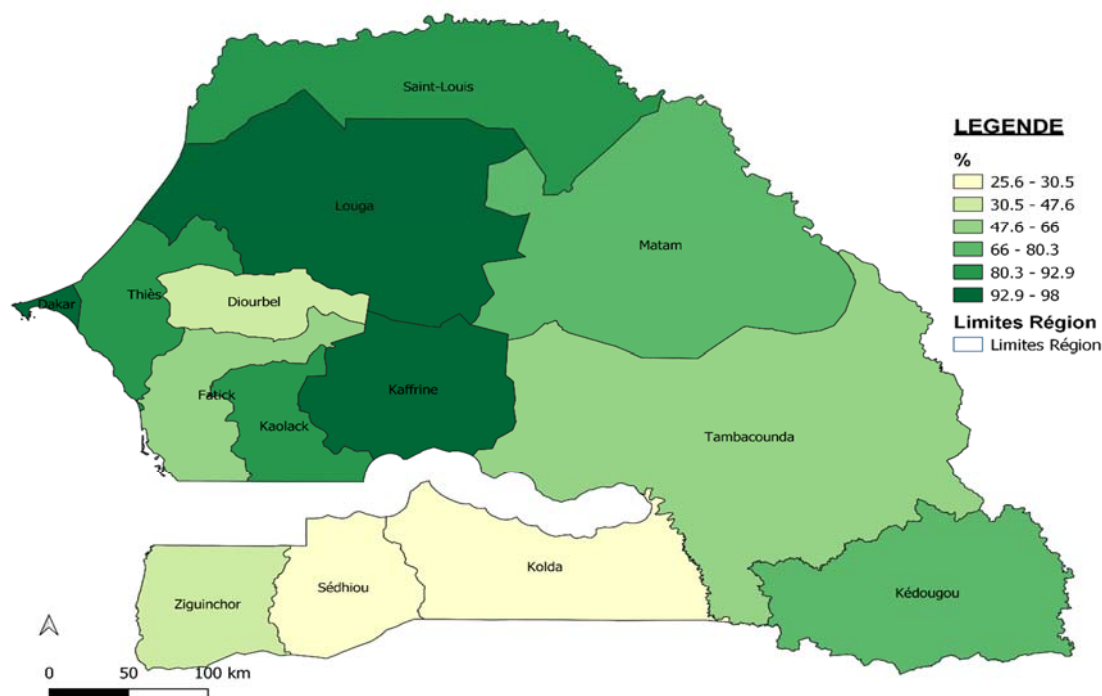 Saint-Louis
Louga
Matam
Dakar
Thiès
Diourbel
Fatick
Kaolack
Kaffrine
Tambacounda
Ziguinchor
Sédhiou
Kolda
Kédougou
LEGENDE
%
25.6 - 30.5
30.5 - 47.6
47.6 - 66
66 - 80.3
80.3 - 92.9
92.9 - 98
Limites Région
Limites Région
0 50 100 km